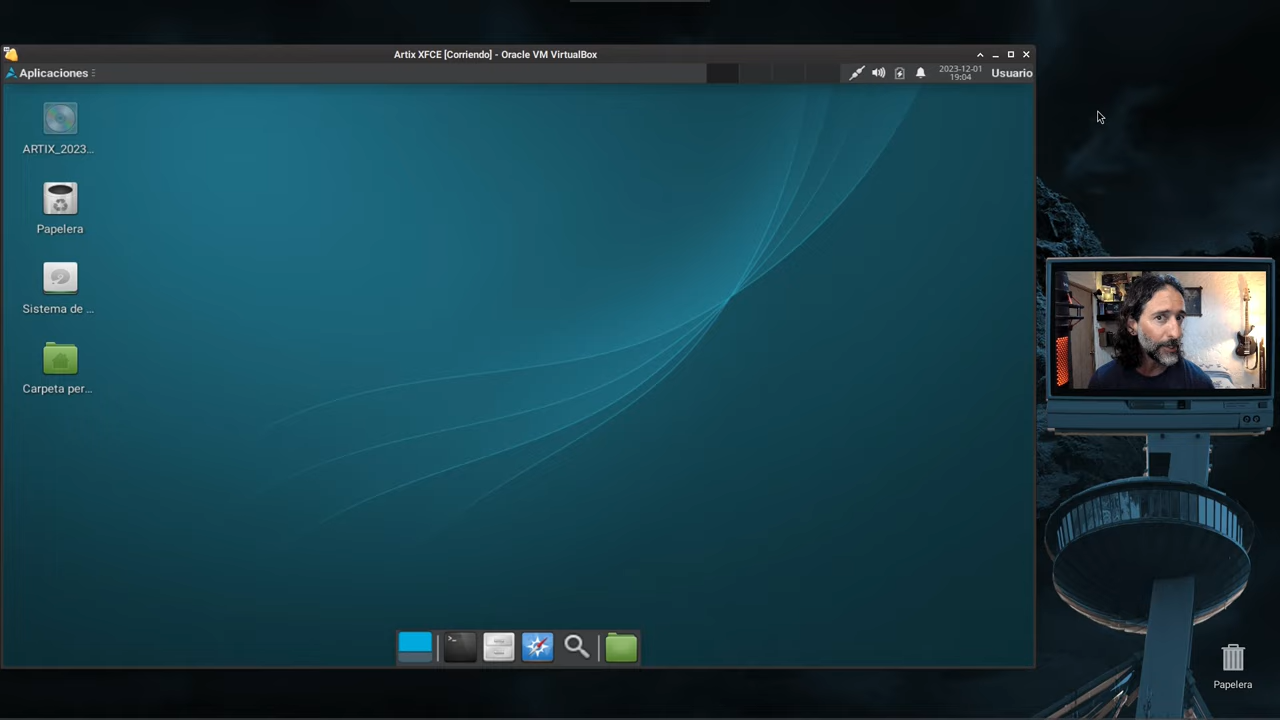 Artix XFCE [Corriendo] - Oracle VM VirtualBox
Aplicaciones
2023-12-01
19:04
Usuario
ARTIX_2023...
Papelera
Sistema de ...
Carpeta per...
Papelera